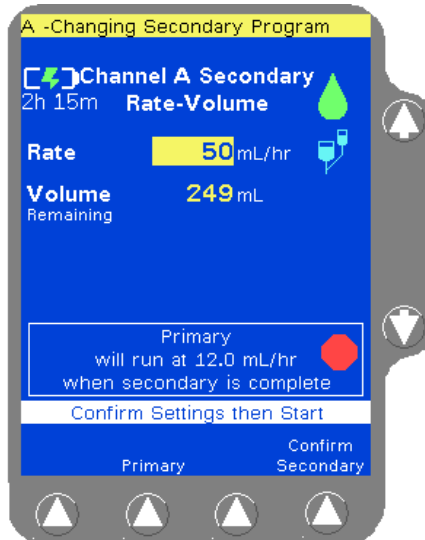 A -Changing Secondary Program
Channel A Secondary
2h 15m Rate-Volume
Rate 50 mL/hr
Volume 249 mL
Remaining
Primary
will run at 12.0 mL/hr
when secondary is complete
Confirm Settings then Start
Confirm
Primary Secondary